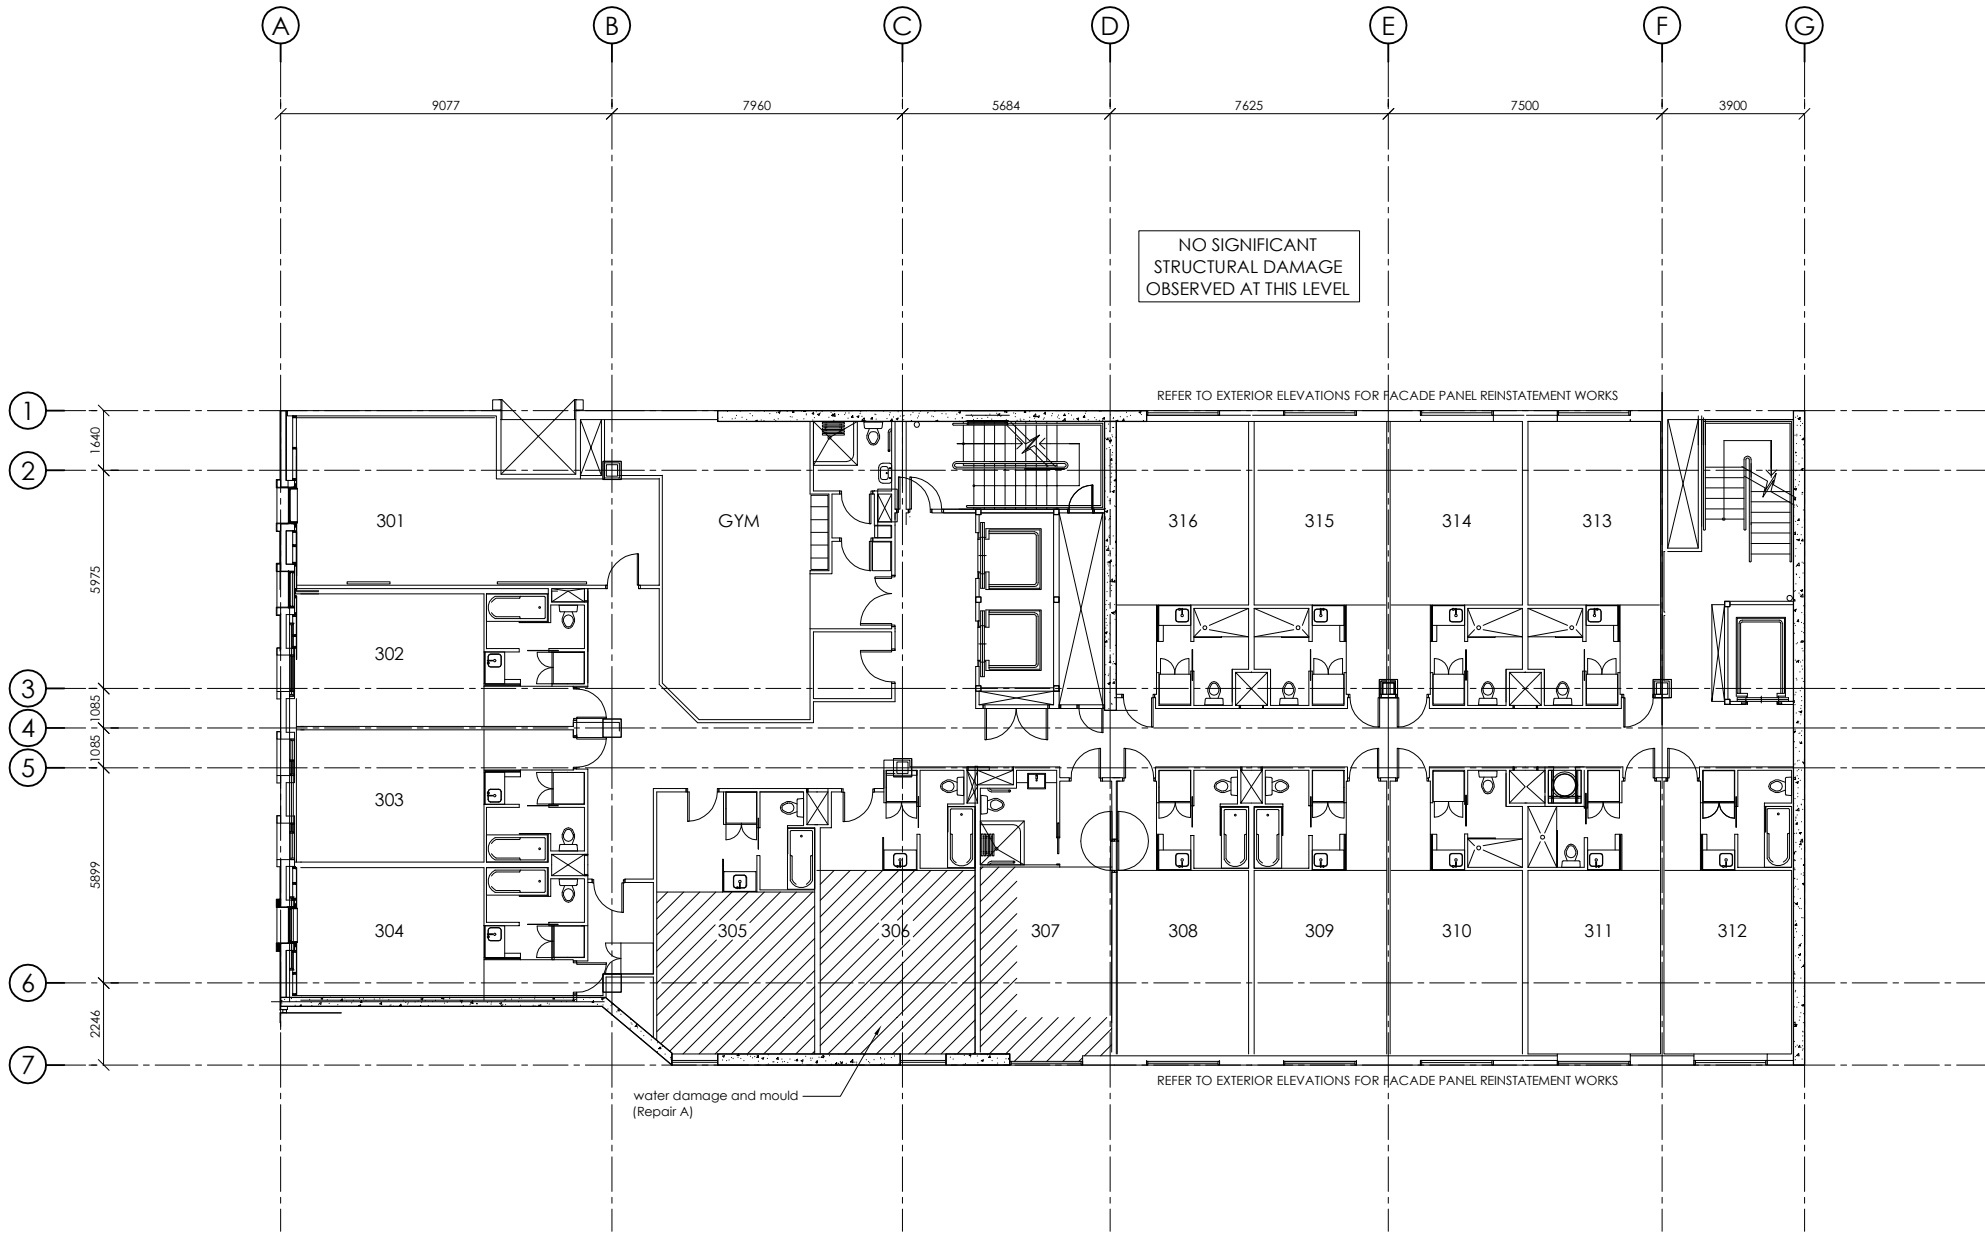 A B C D E F G
9077 7960 5684 7625 7500 3900
NO SIGNIFICANT
STRUCTURAL DAMAGE
OBSERVED AT THIS LEVEL
REFER TO EXTERIOR ELEVATIONS FOR FACADE PANEL REINSTATEMENT WORKS
1
1640
2
301 GYM 316 315 314 313
5975
302
3
1085
4
1085
5
303
5899
304 305 306 307 308 309 310 311 312
6
2246
7
REFER TO EXTERIOR ELEVATIONS FOR FACADE PANEL REINSTATEMENT WORKS
water damage and mould
(Repair A)